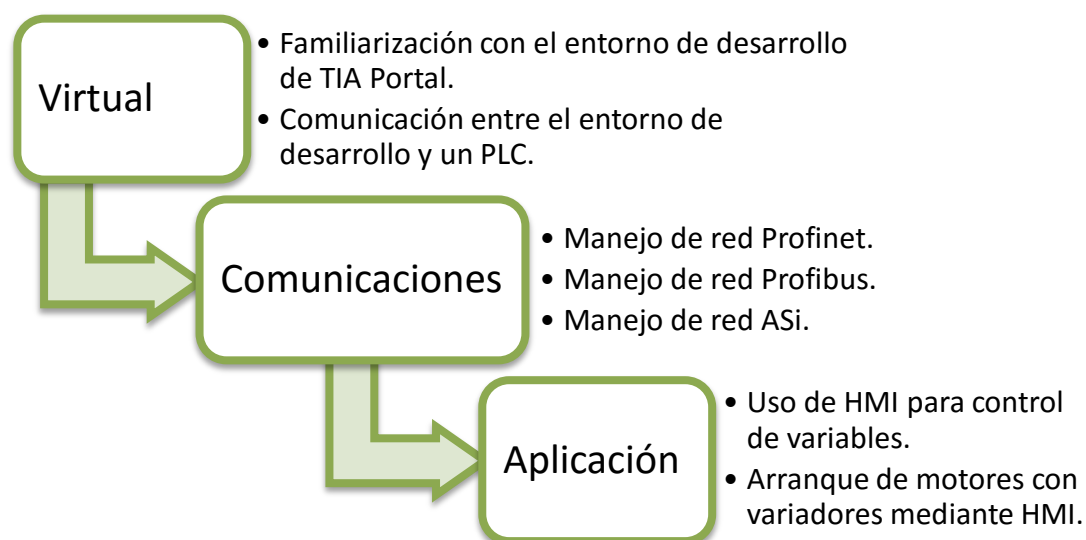 Virtual
• Familiarización con el entorno de desarrollo
de TIA Portal.
• Comunicación entre el entorno de
desarrollo y un PLC.
Comunicaciones
• Manejo de red Profinet.
• Manejo de red Profibus.
• Manejo de red ASi.
Aplicación
• Uso de HMI para control
de variables.
• Arranque de motores con
variadores mediante HMI.